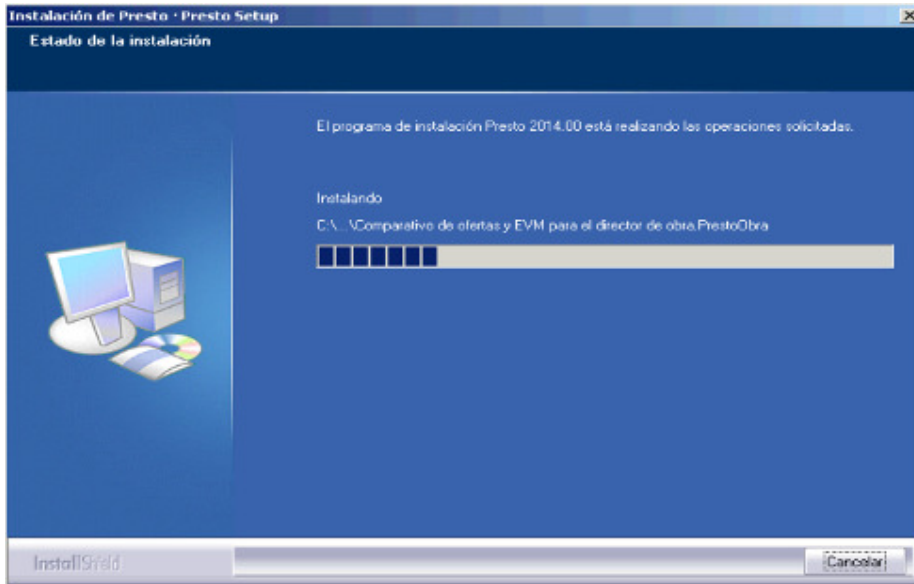 Instalación de Presto · Presto Setup
Estado de la instalación
El programa de instalación Presto 2014.00 está realizando las operaciones solicitadas.
Instalando
C:\...\Comparativo de ofertas y EVM para el director de obra.PrestoObra
InstallShield
Cancelar